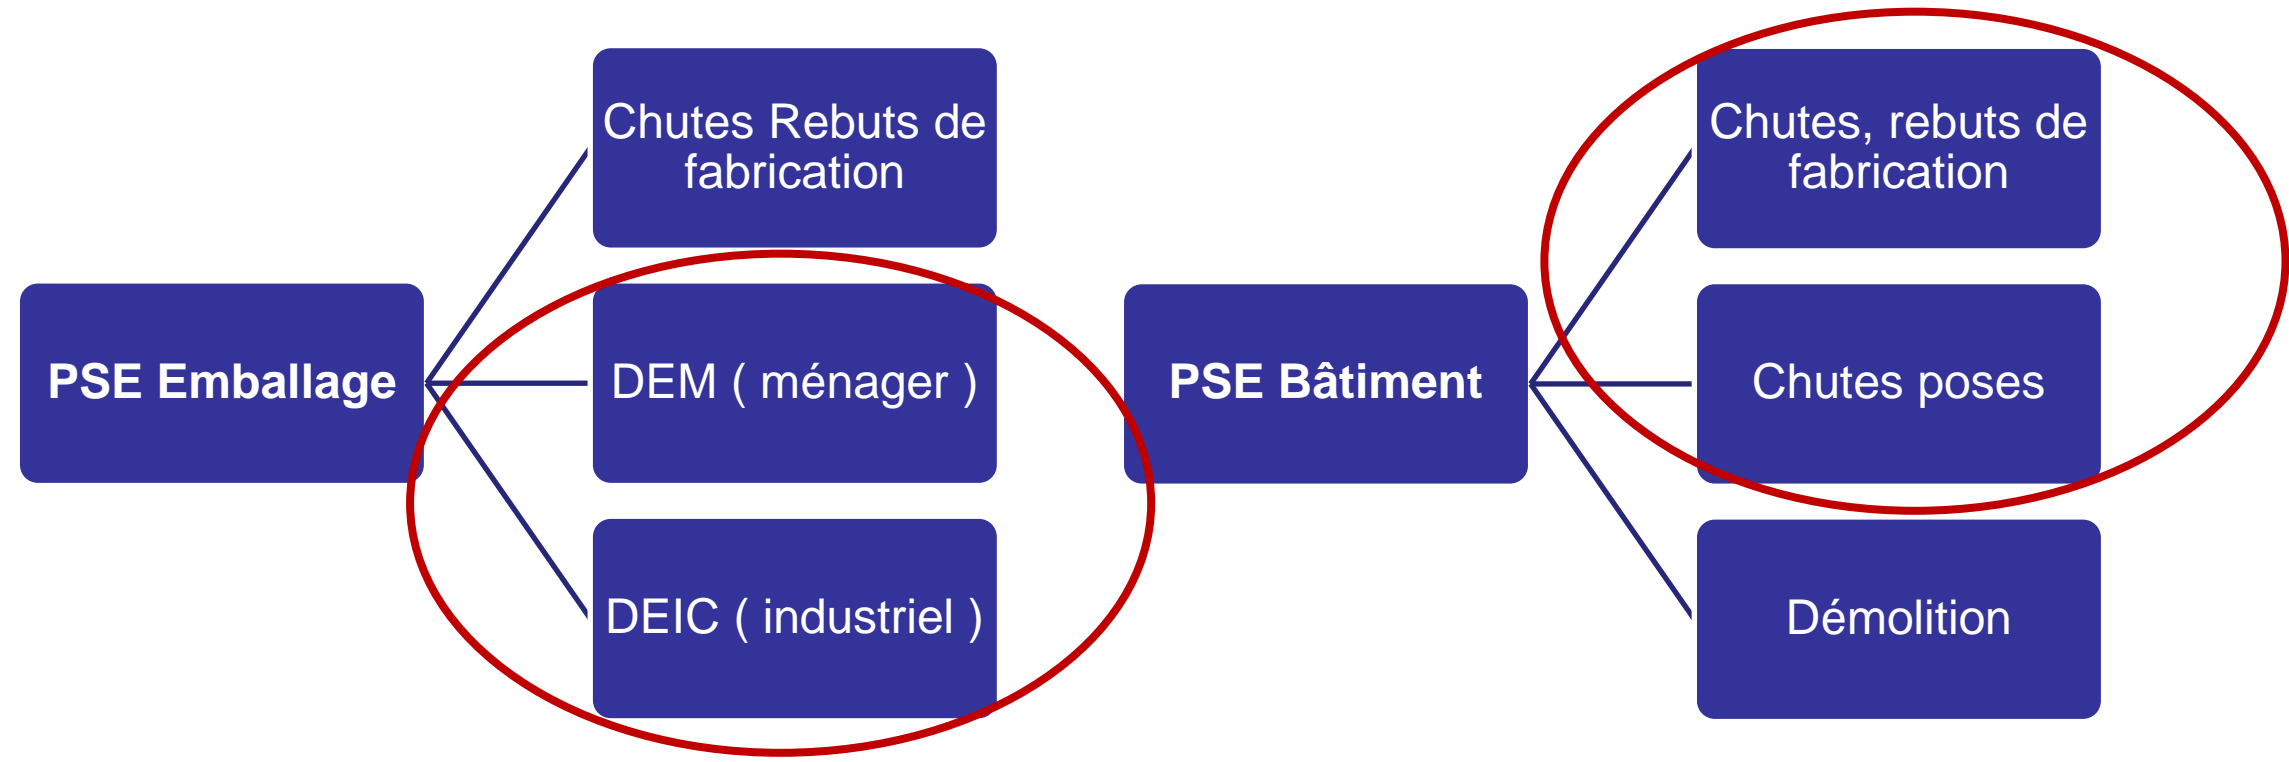 PSE Emballage
Chutes Rebuts de
fabrication
DEM ( ménager )
DEIC ( industriel )
PSE Bâtiment
Chutes, rebuts de
fabrication
Chutes poses
Démolition